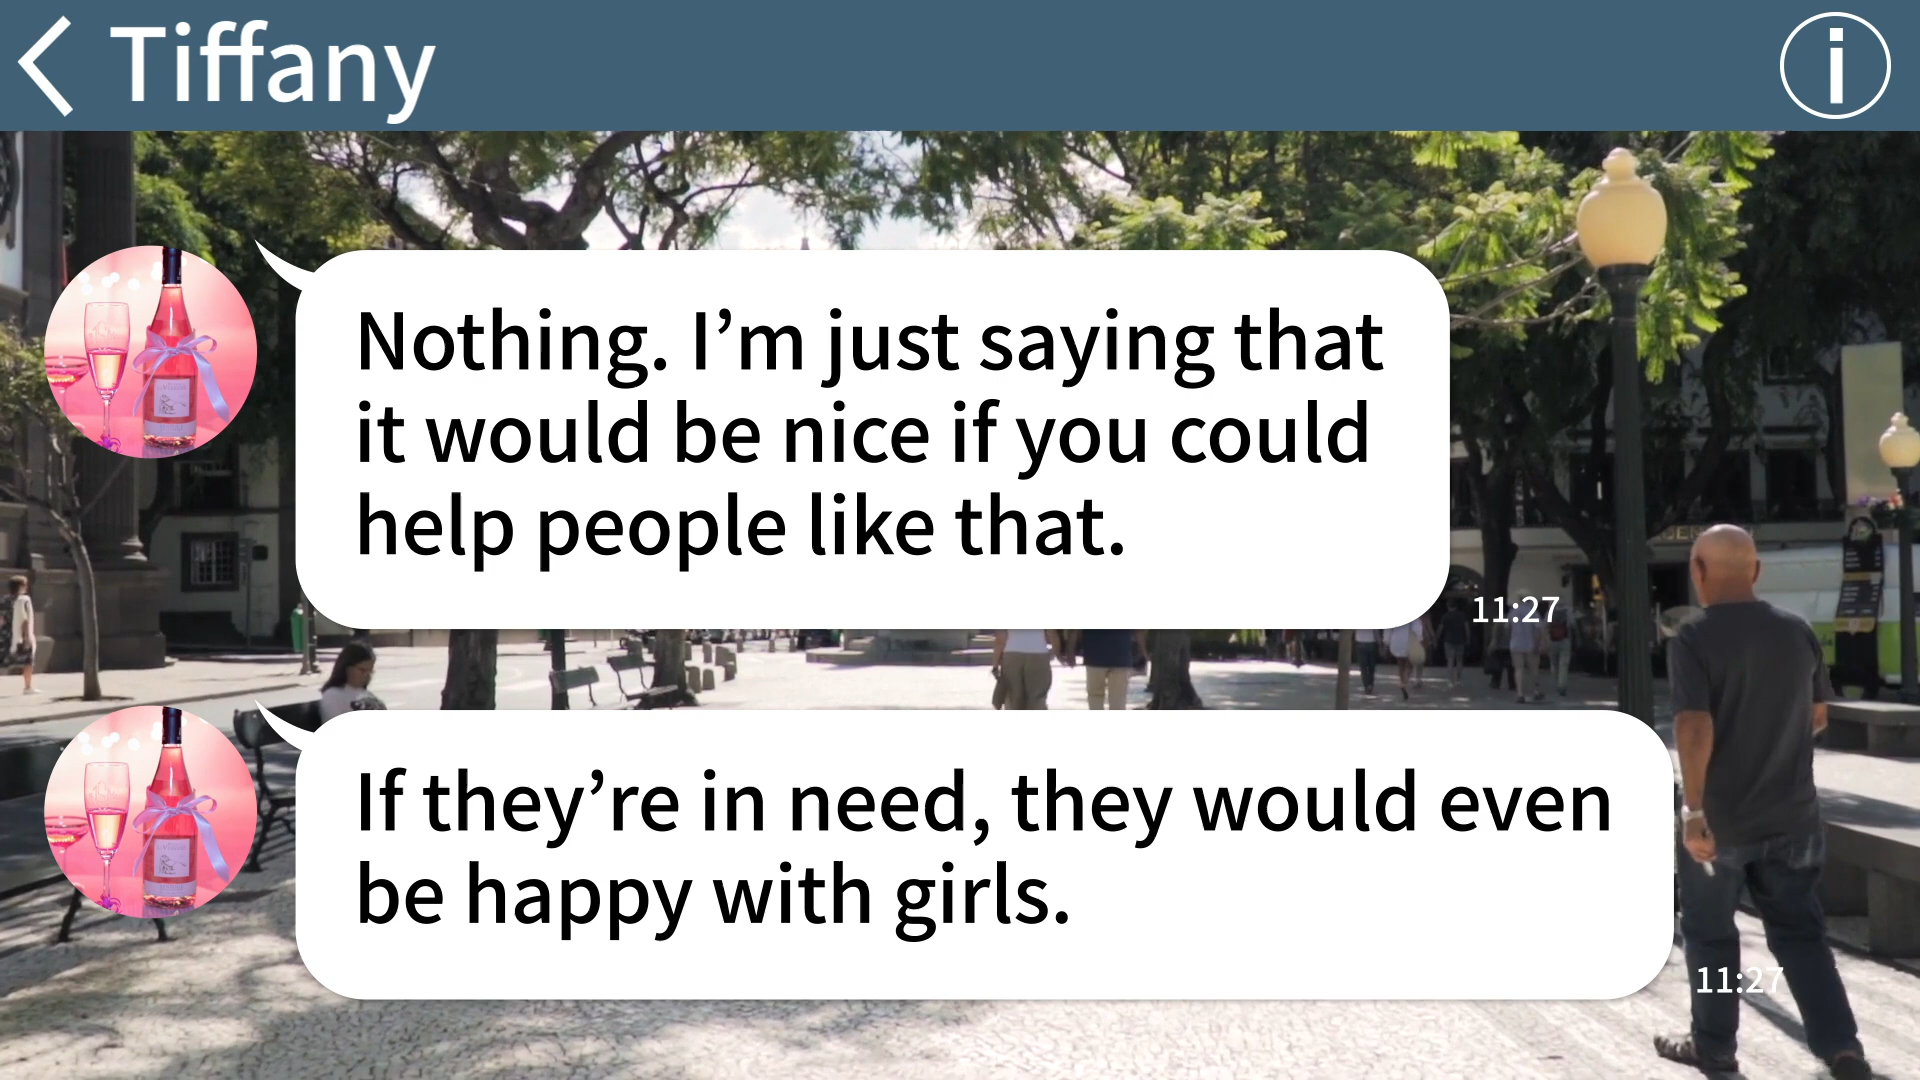 Tiffany
Nothing. I’m just saying that
it would be nice if you could
help people like that.
11:27
If they’re in need, they would even
be happy with girls.
11:27